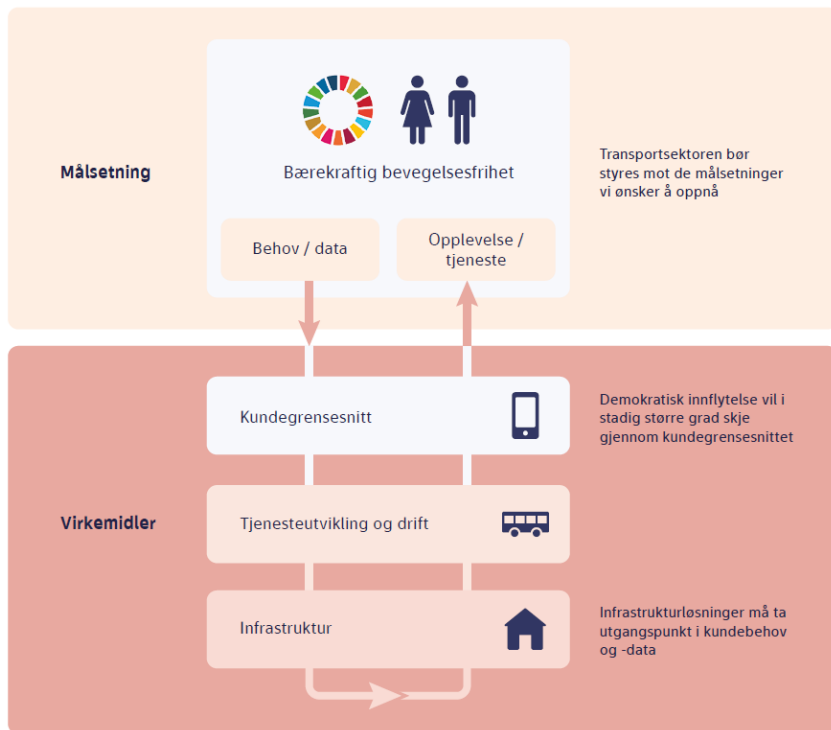 Målsetning
Bærekraftig bevegelsesfrihet
Behov / data
Opplevelse /
tjeneste
Transportsektoren bør
styres mot de målsetninger
vi ønsker å oppnå
Virkemidler
Kundegrensesnitt
Demokratisk innflytelse vil i
stadig større grad skje
gjennom kundegrensesnittet
Tjenesteutvikling og drift
Infrastruktur
Infrastrukturløsninger må ta
utgangspunkt i kundebehov
og -data